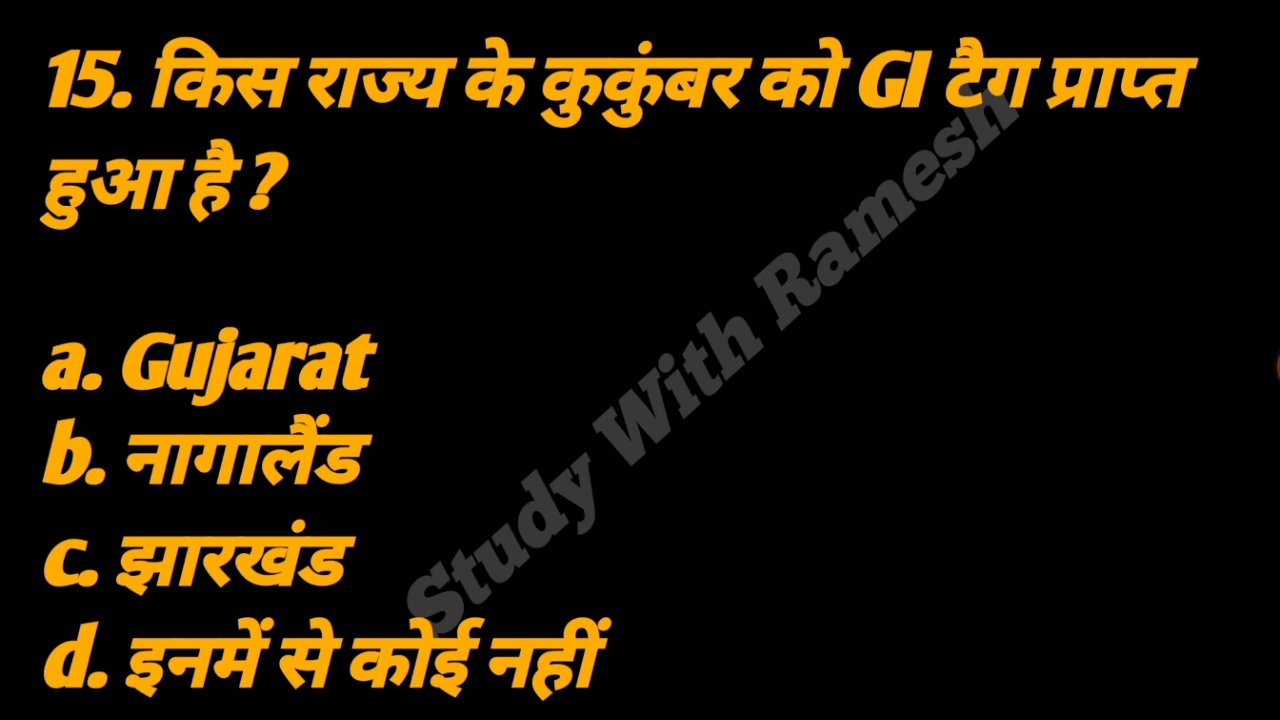 15. किस राज्य के कुकुंबर को GI टैग प्राप्त
हुआ है ?
a. Gujarat
b. नागालैंड
c. झारखंड
d. इनमें से कोई नहीं
Study With Ramesh